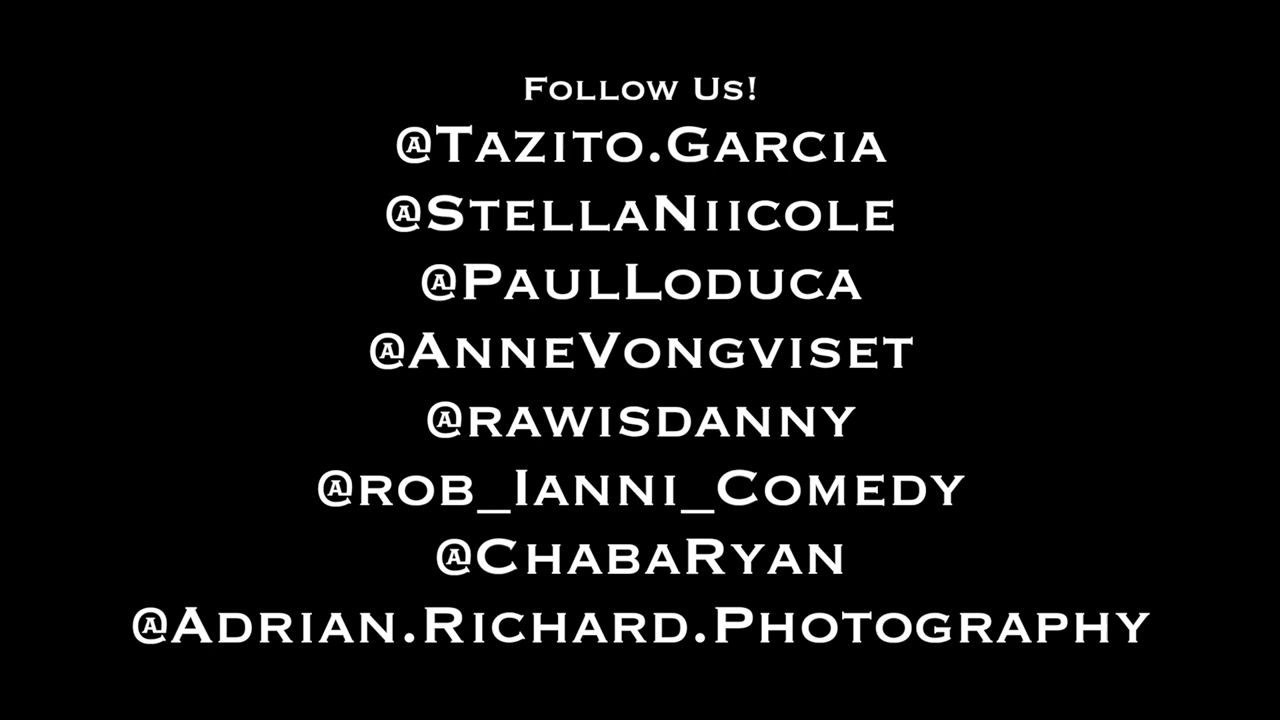 Follow Us!
@Tazito.Garcia
@StellaNiicole
@PaulLoduca
@AnneVongviset
@rawisdanny
@rob_Ianni_Comedy
@ChabaRyan
@Adrian.Richard.Photography